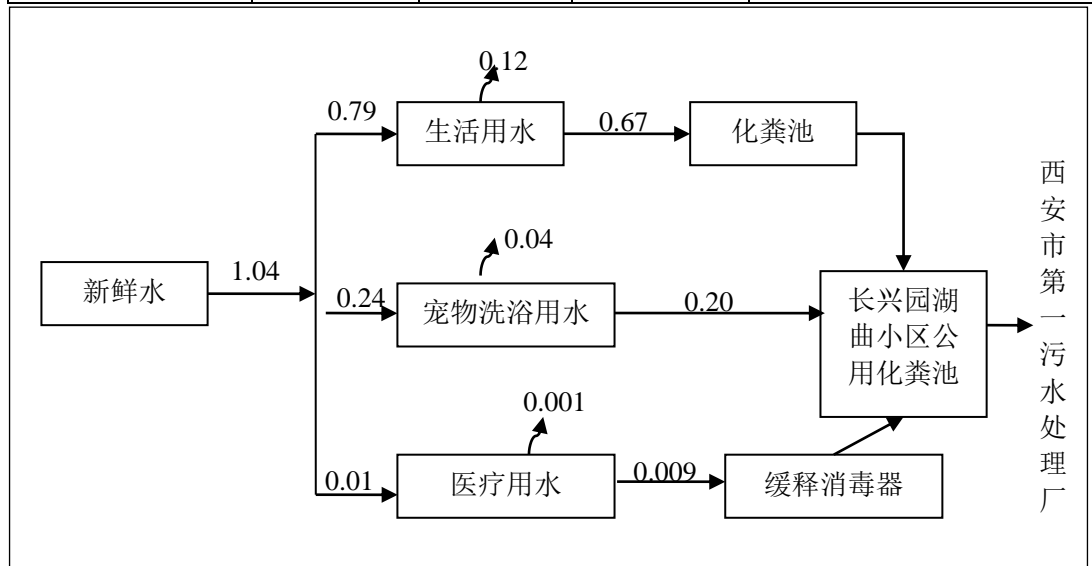 0.12
0.79
生活用水
0.67
化粪池
0.04
新鲜水
1.04
0.24
宠物洗浴用水
0.20
长兴园湖
曲小区公
用化粪池
0.001
0.01
医疗用水
0.009
缓释消毒器
西安市第一污水处理厂